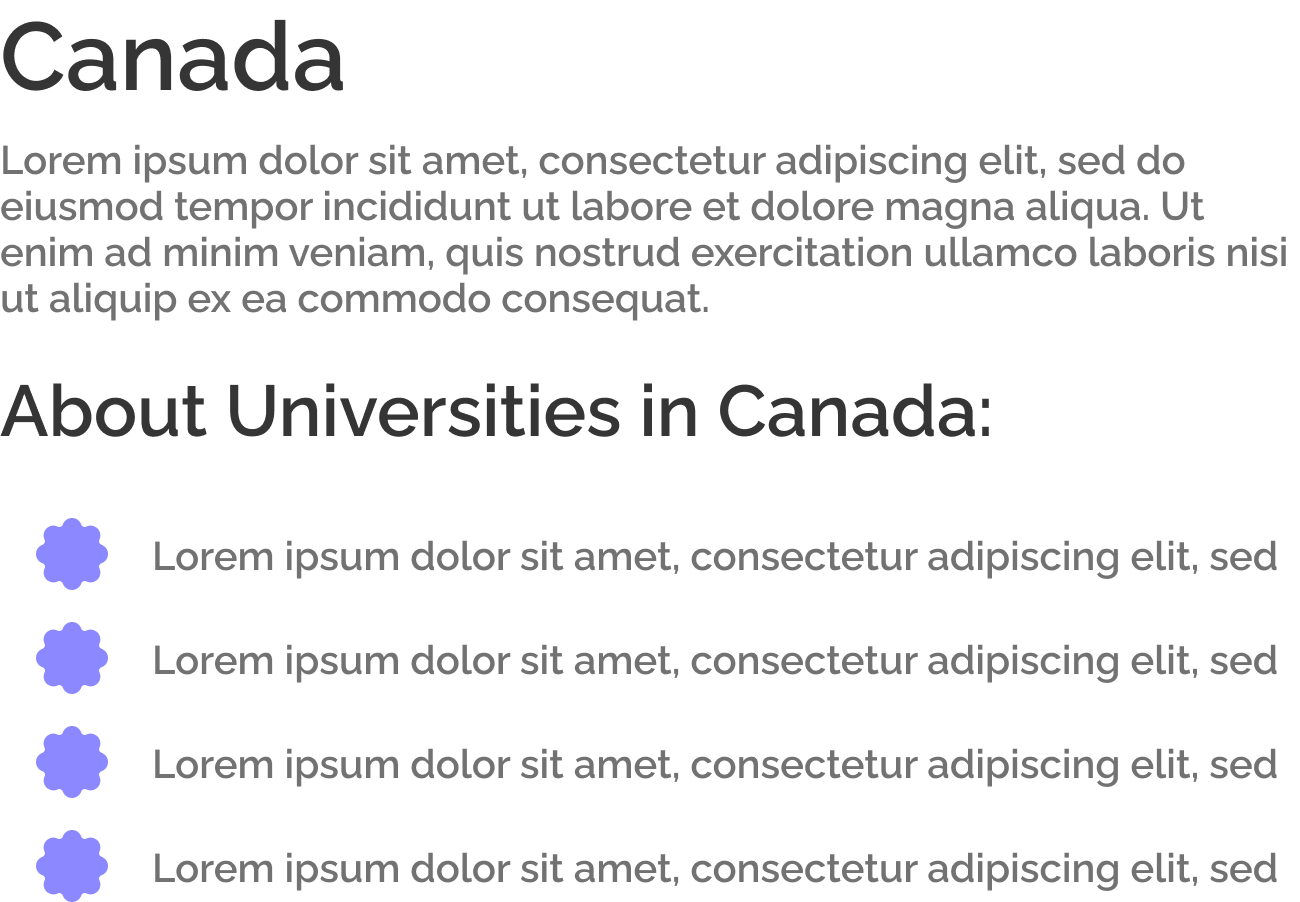 Canada
Lorem ipsum dolor sit amet, consectetur adipiscing elit, sed do
eiusmod tempor incididunt ut labore et dolore magna aliqua. Ut
enim ad minim veniam, quis nostrud exercitation ullamco laboris nisi
ut aliquip ex ea commodo consequat.
About Universities in Canada:
Lorem ipsum dolor sit amet, consectetur adipiscing elit, sed
Lorem ipsum dolor sit amet, consectetur adipiscing elit, sed
Lorem ipsum dolor sit amet, consectetur adipiscing elit, sed
Lorem ipsum dolor sit amet, consectetur adipiscing elit, sed